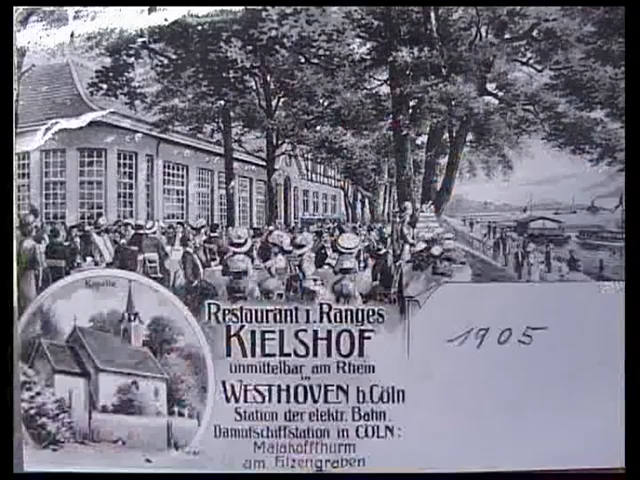 Kapelle
Restaurant I. Ranges
KIELSHOF
unmittelbar am Rhein
in
WESTHOVEN b. Cöln
Station der elektr. Bahn.
Dampfschiffstation in CÖLN:
Malakoffthurm
am Filzengraben
1905